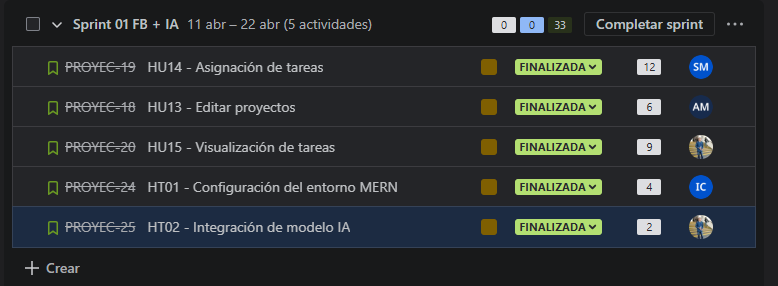 Sprint 01 FB + IA 11 abr – 22 abr (5 actividades) 0 0 33 Completar sprint ...
PROYEC-19 HU14 - Asignación de tareas FINALIZADA 12 SM
PROYEC-18 HU13 - Editar proyectos FINALIZADA 6 AM
PROYEC-20 HU15 - Visualización de tareas FINALIZADA 9
PROYEC-24 HT01 - Configuración del entorno MERN FINALIZADA 4 IC
PROYEC-25 HT02 - Integración de modelo IA FINALIZADA 2
+ Crear